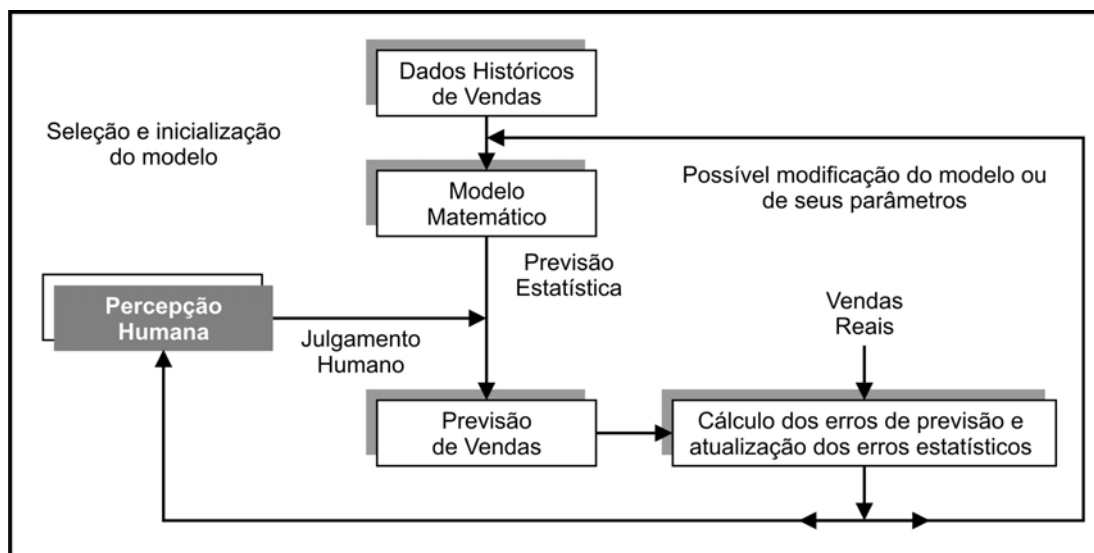 Dados Históricos
de Vendas
Seleção e inicialização
do modelo
Possível modificação do modelo ou
de seus parâmetros
Modelo
Matemático
Previsão
Estatística
Percepção
Humana
Julgamento
Humano
Vendas
Reais
Previsão
de Vendas
Cálculo dos erros de previsão e
atualização dos erros estatísticos